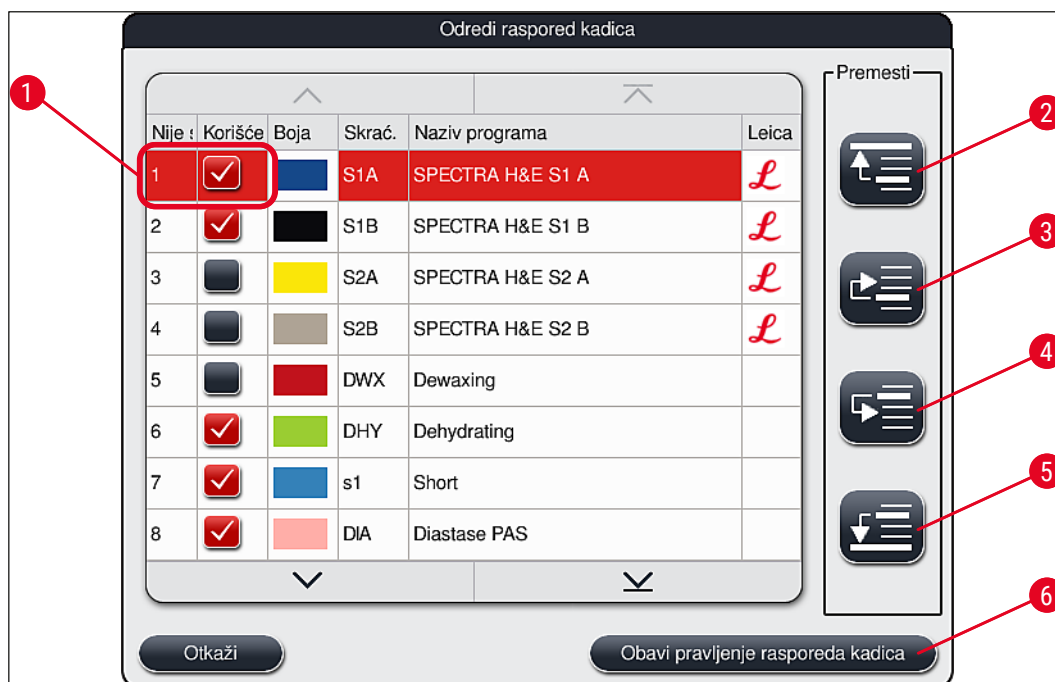 Odredi raspored kadica
Premesti
Nije s Korišće Boja Skrać. Naziv programa Leica
1 S1A SPECTRA H&E S1 A L
2 S1B SPECTRA H&E S1 B L
3 S2A SPECTRA H&E S2 A L
4 S2B SPECTRA H&E S2 B L
5 DWX Dewaxing
6 DHY Dehydrating
7 s1 Short
8 DIA Diastase PAS
Otkaži
Obavi pravljenje rasporeda kadica
1
2
3
4
5
6